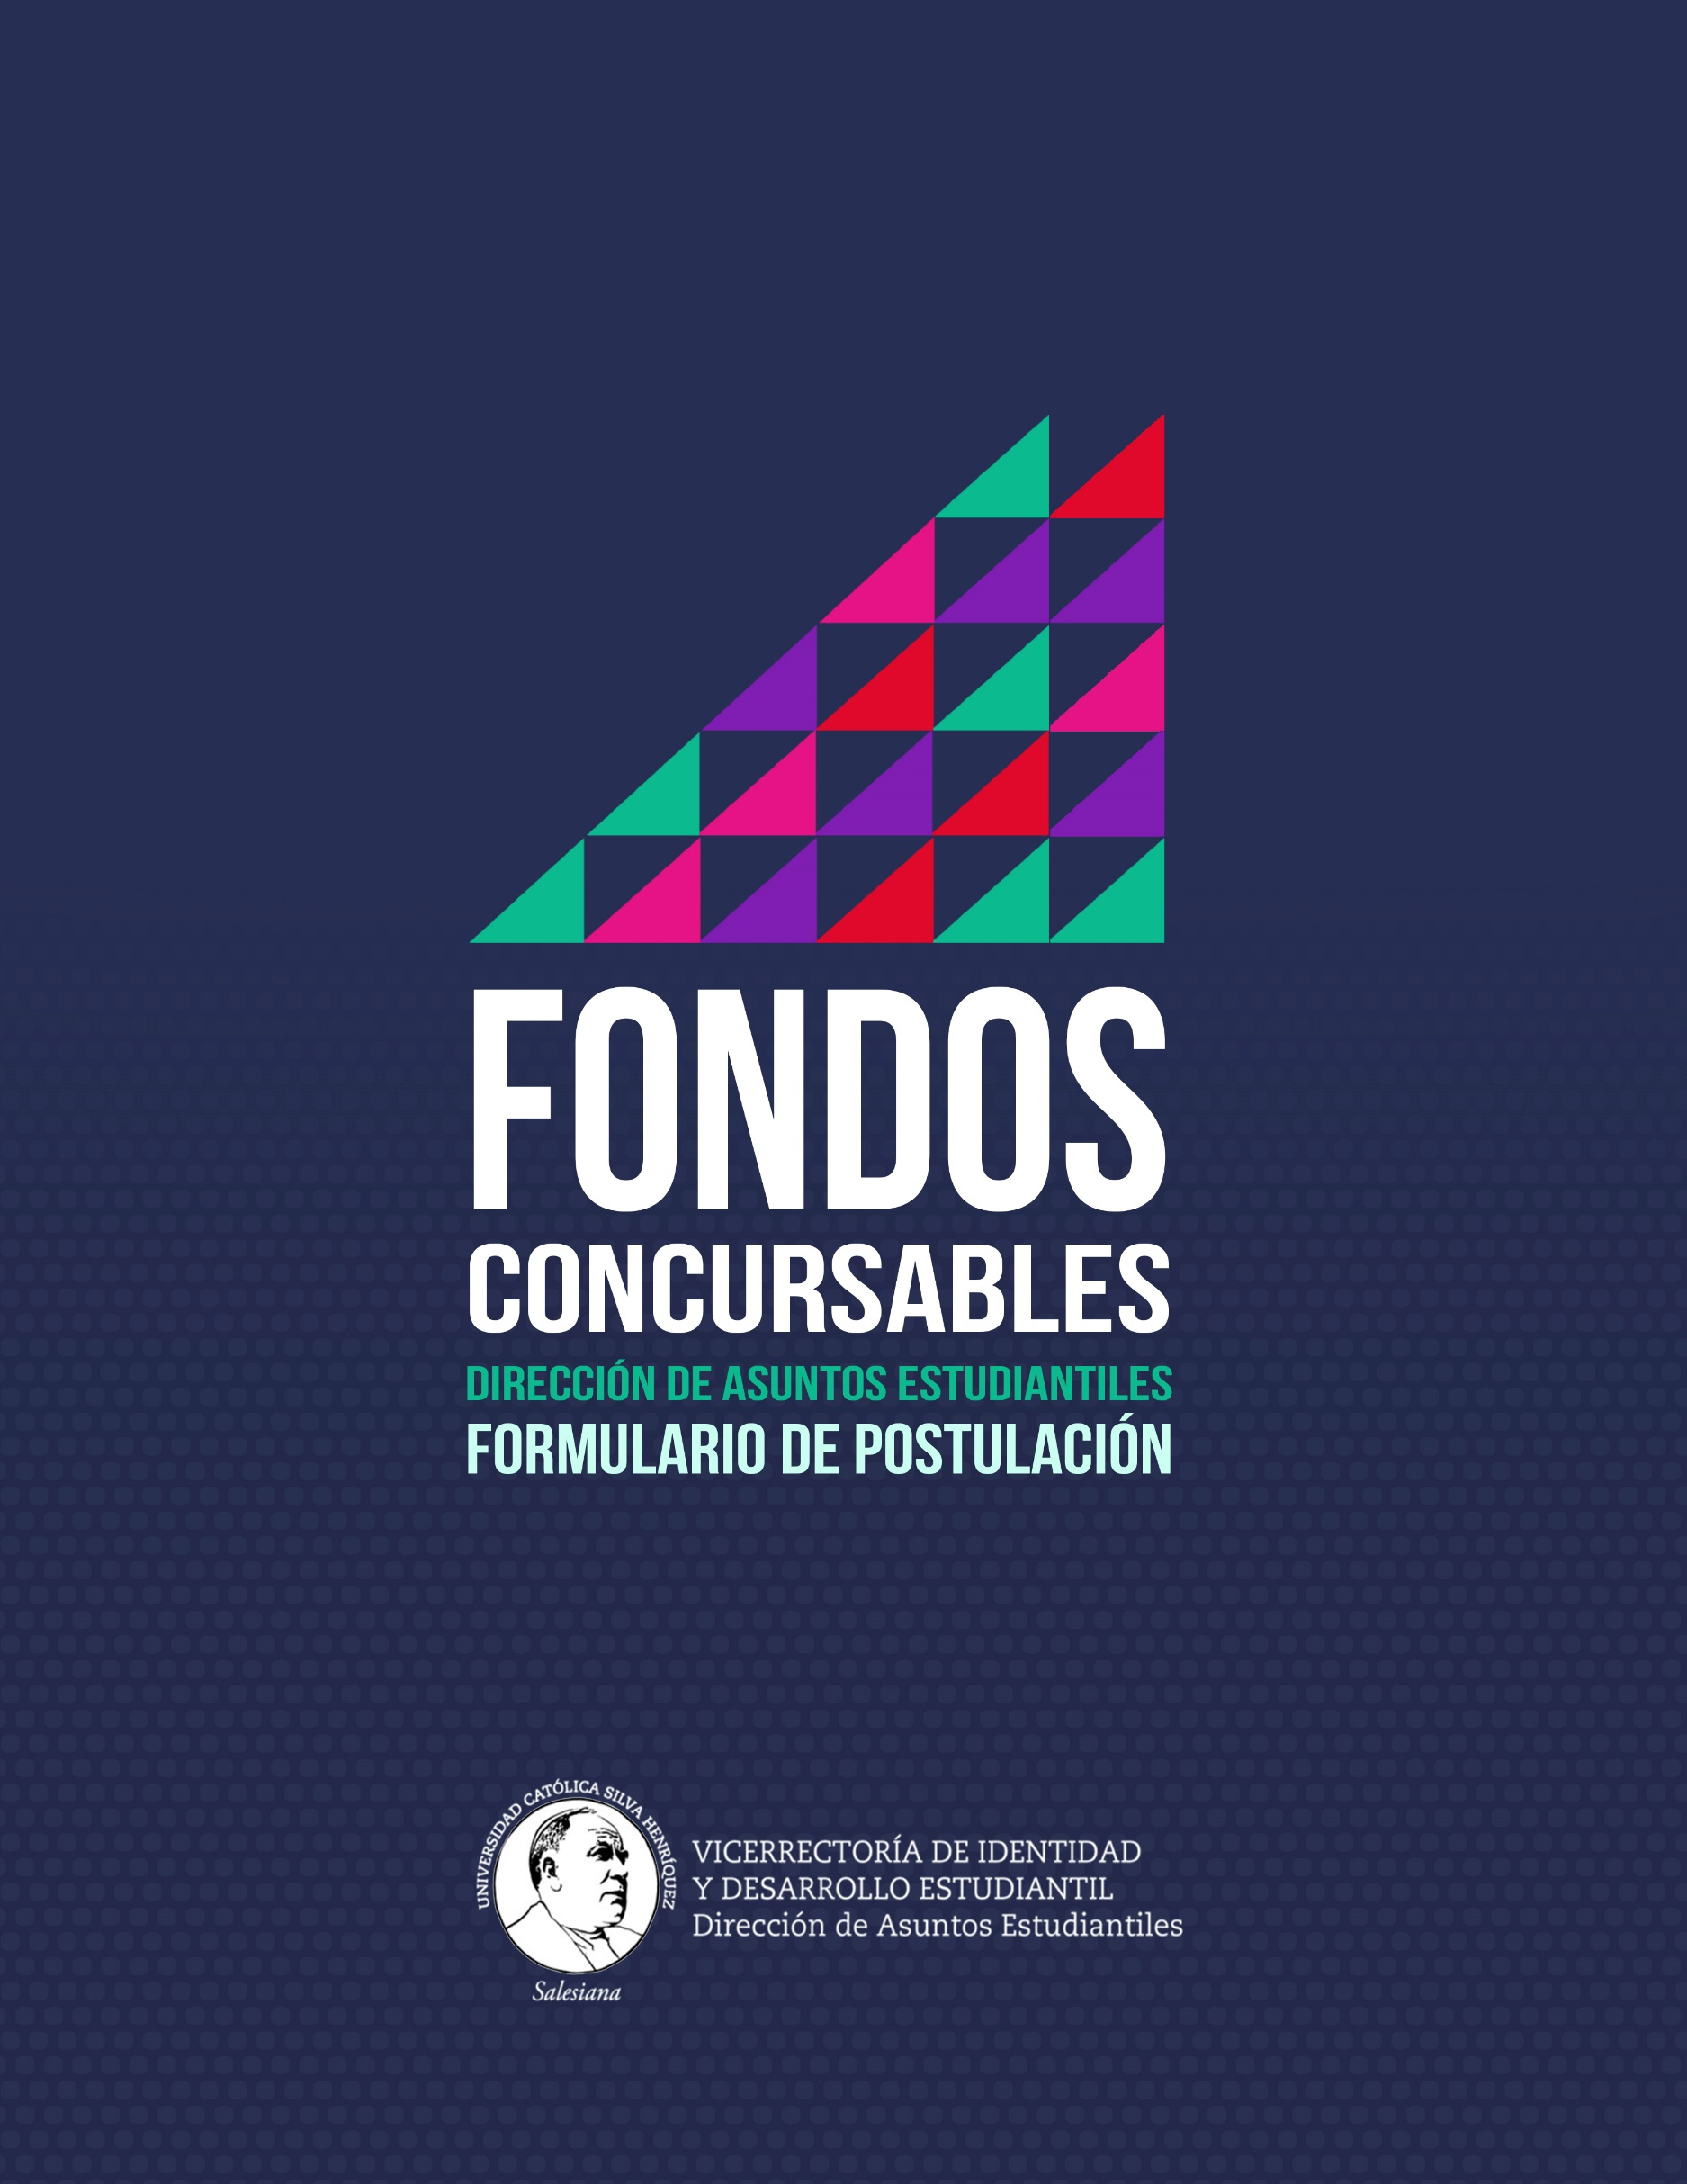 FONDOS
CONCURSABLES
DIRECCIÓN DE ASUNTOS ESTUDIANTILES
FORMULARIO DE POSTULACIÓN
UNIVERSIDAD CATÓLICA SILVA HENRÍQUEZ
VICERRECTORÍA DE IDENTIDAD
Y DESARROLLO ESTUDIANTIL
Dirección de Asuntos Estudiantiles
Salesiana